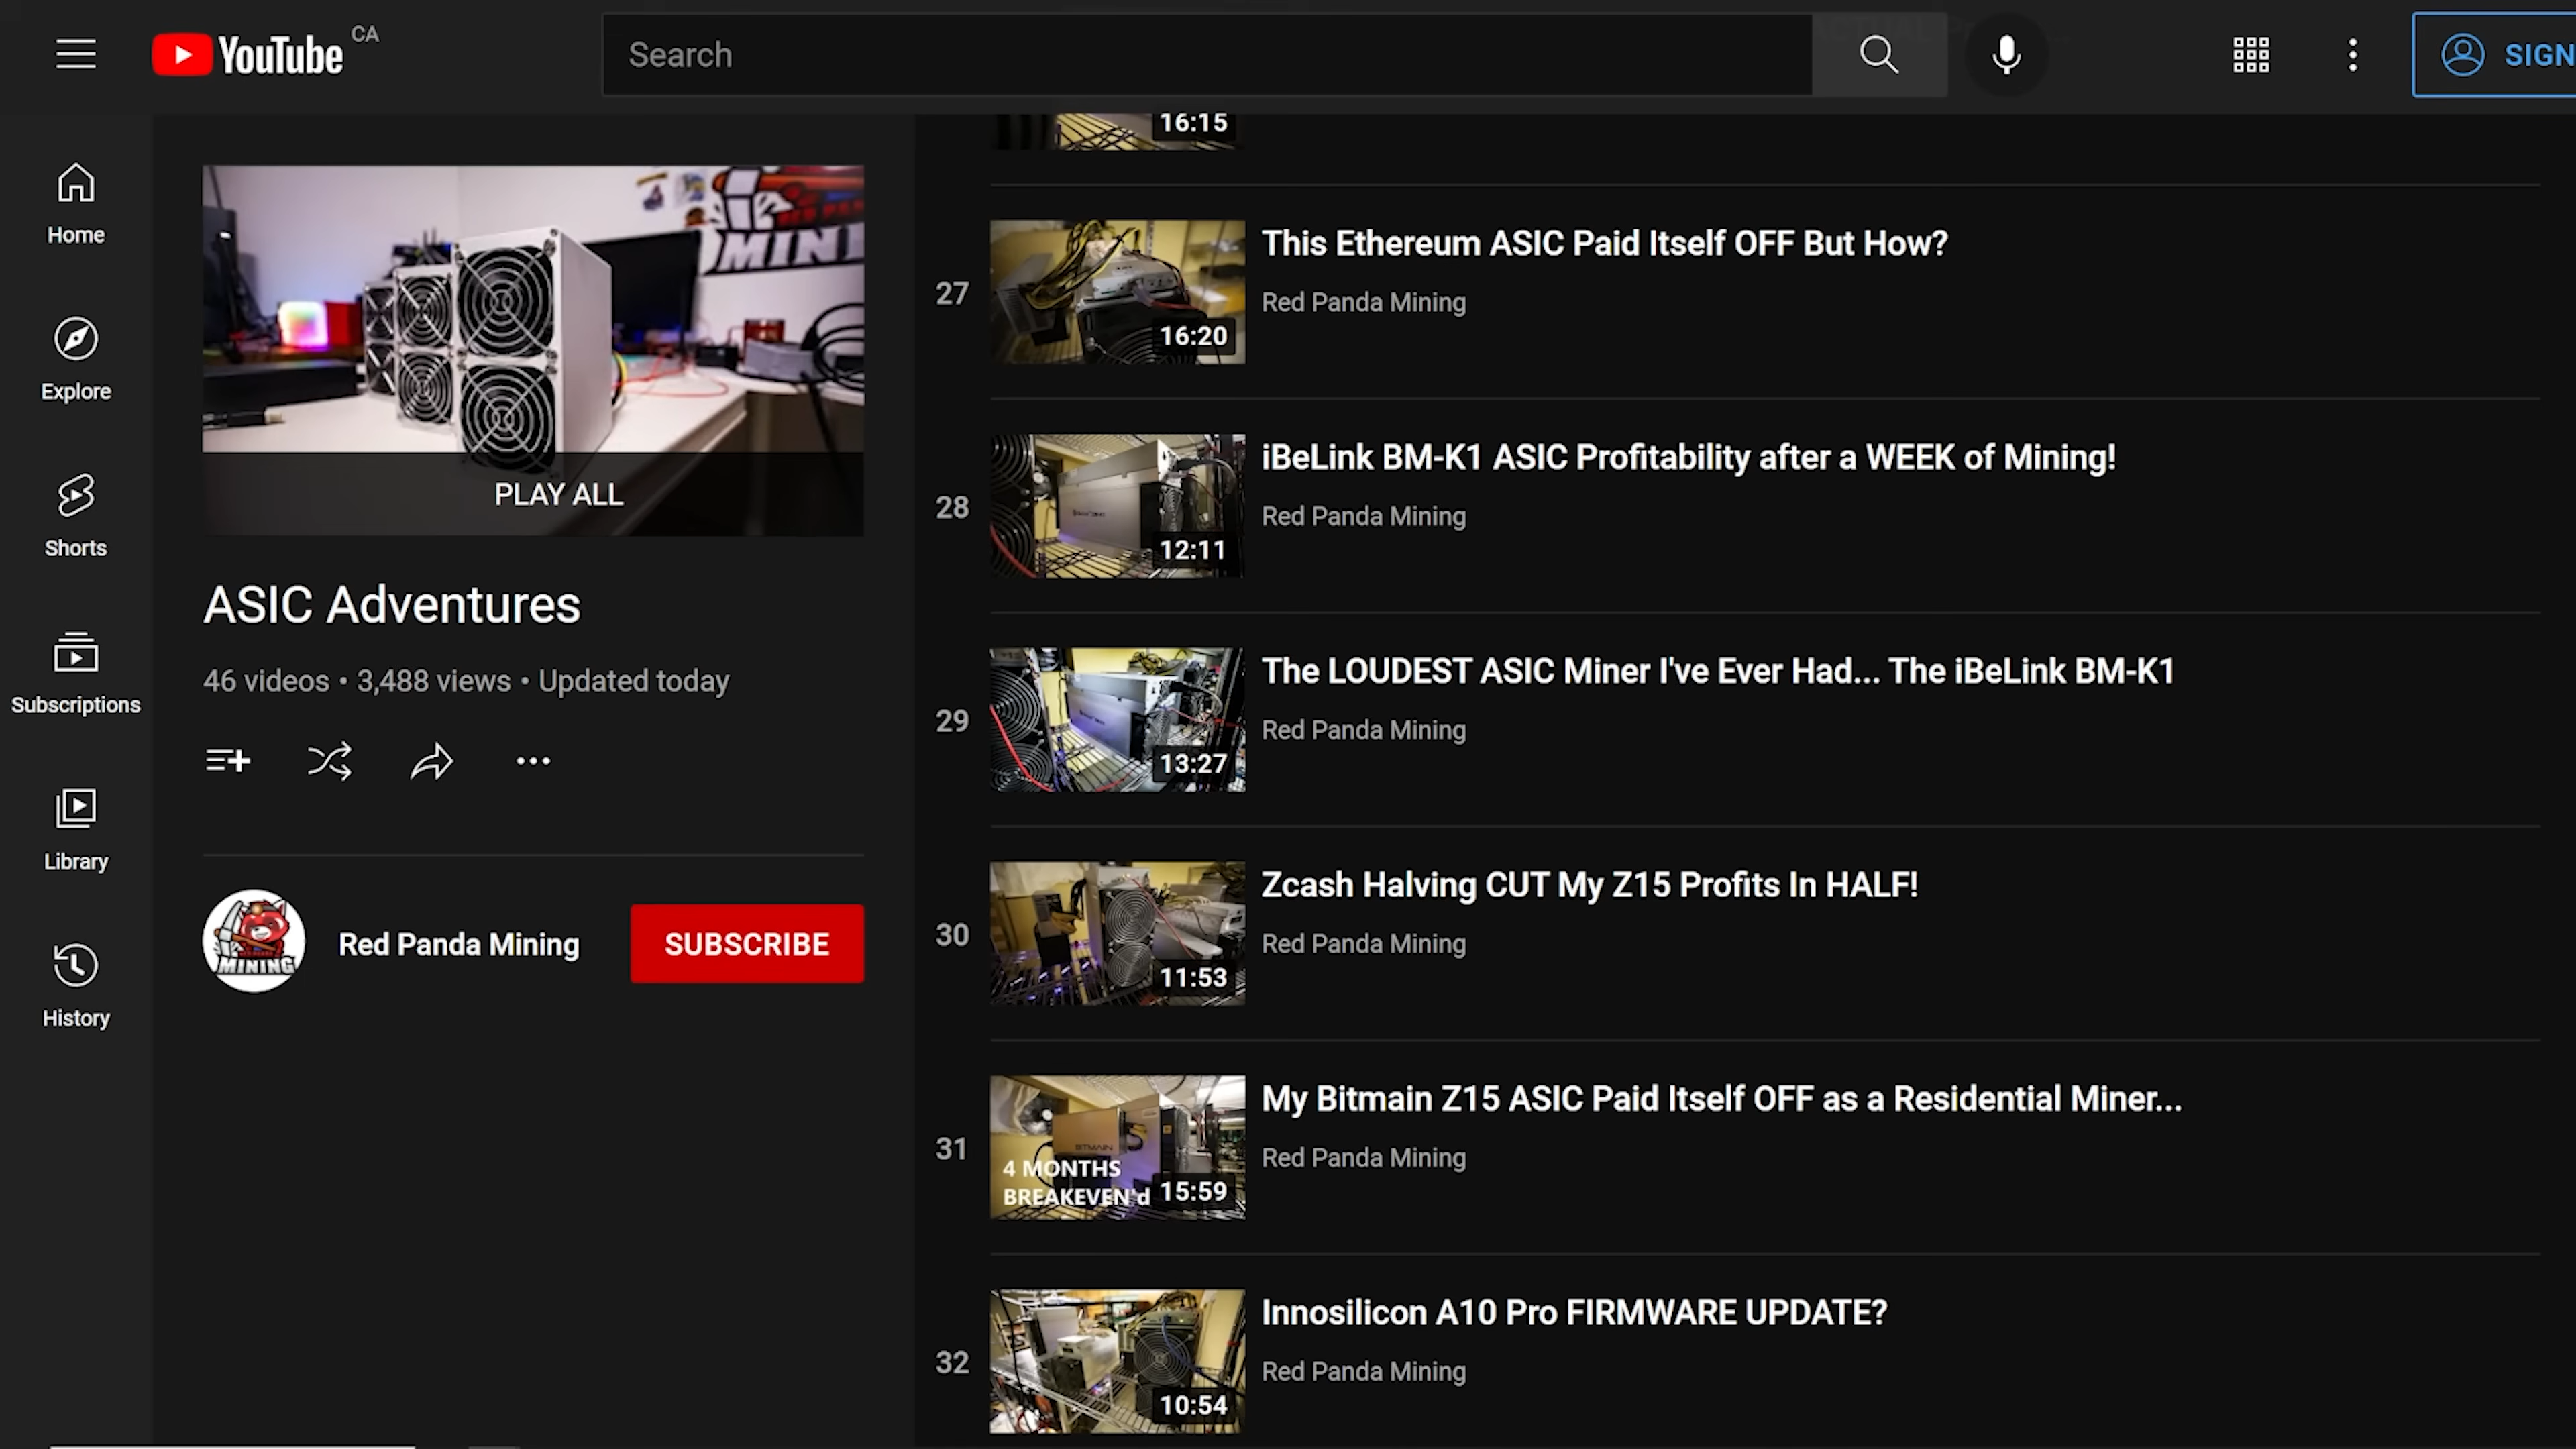 YouTube CA
Search
SIGN
Home
Explore
Shorts
Subscriptions
Library
History
MINI
PLAY ALL
ASIC Adventures
46 videos • 3,488 views • Updated today
MINING
Red Panda Mining
SUBSCRIBE
16:15
27
16:20
This Ethereum ASIC Paid Itself OFF But How?
Red Panda Mining
28
12:11
iBeLink BM-K1 ASIC Profitability after a WEEK of Mining!
Red Panda Mining
29
13:27
The LOUDEST ASIC Miner I've Ever Had... The iBeLink BM-K1
Red Panda Mining
30
11:53
Zcash Halving CUT My Z15 Profits In HALF!
Red Panda Mining
31
BITMAIN
4 MONTHS
BREAKEVEN'd
15:59
My Bitmain Z15 ASIC Paid Itself OFF as a Residential Miner...
Red Panda Mining
32
10:54
Innosilicon A10 Pro FIRMWARE UPDATE?
Red Panda Mining